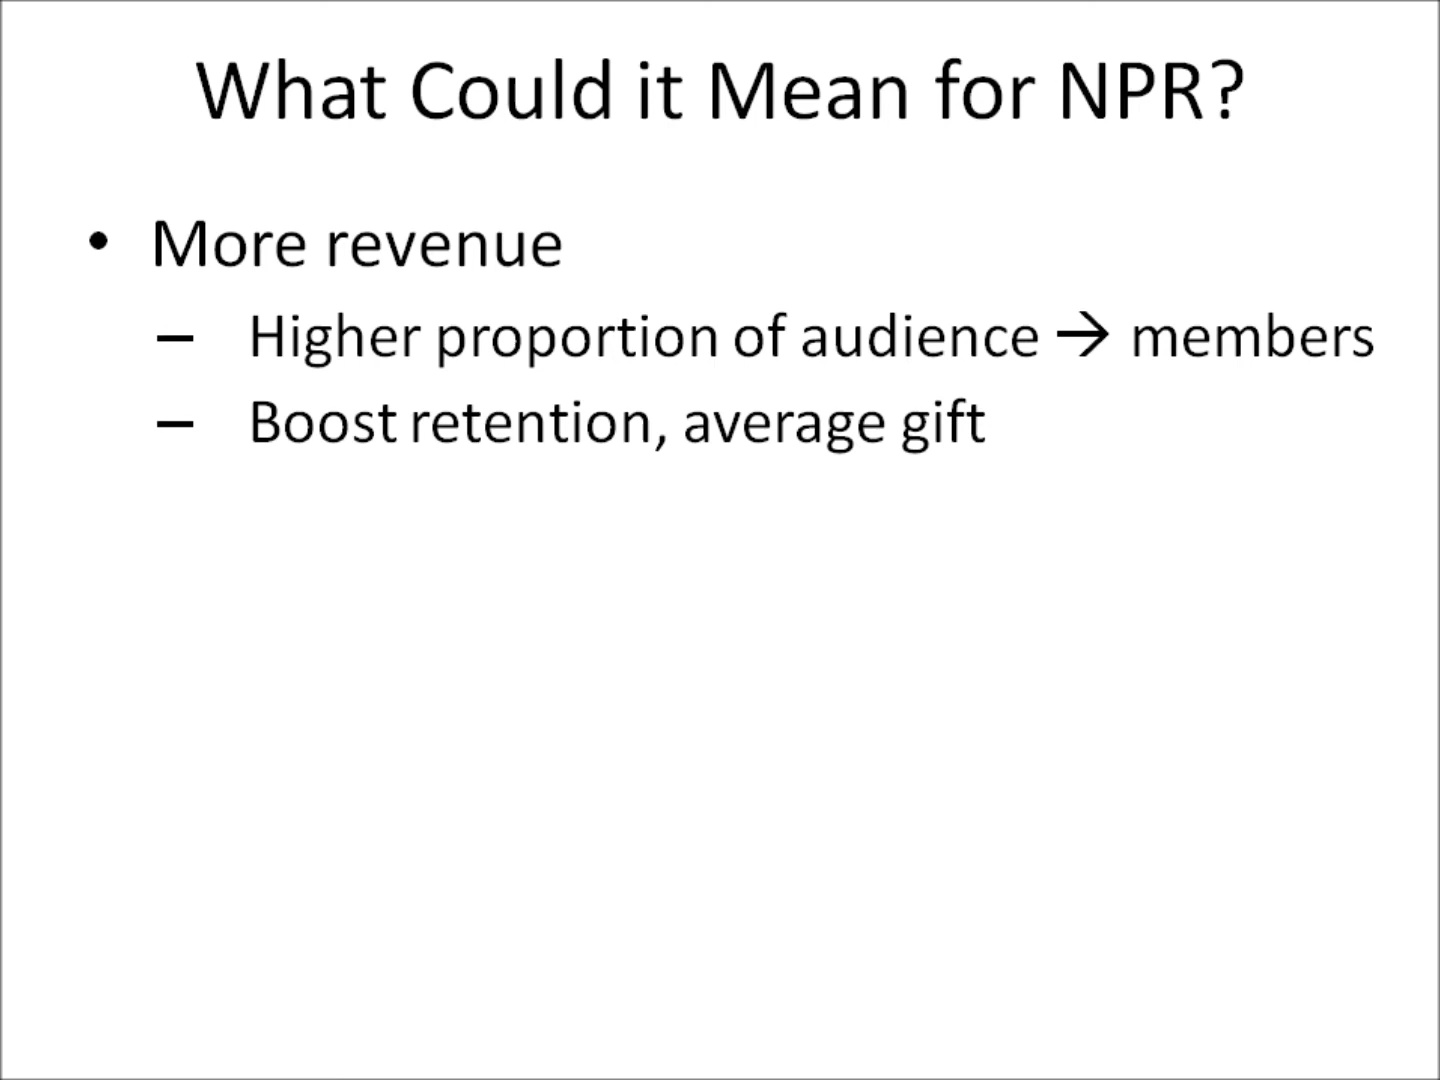 What Could it Mean for NPR?
• More revenue
– Higher proportion of audience → members
– Boost retention, average gift